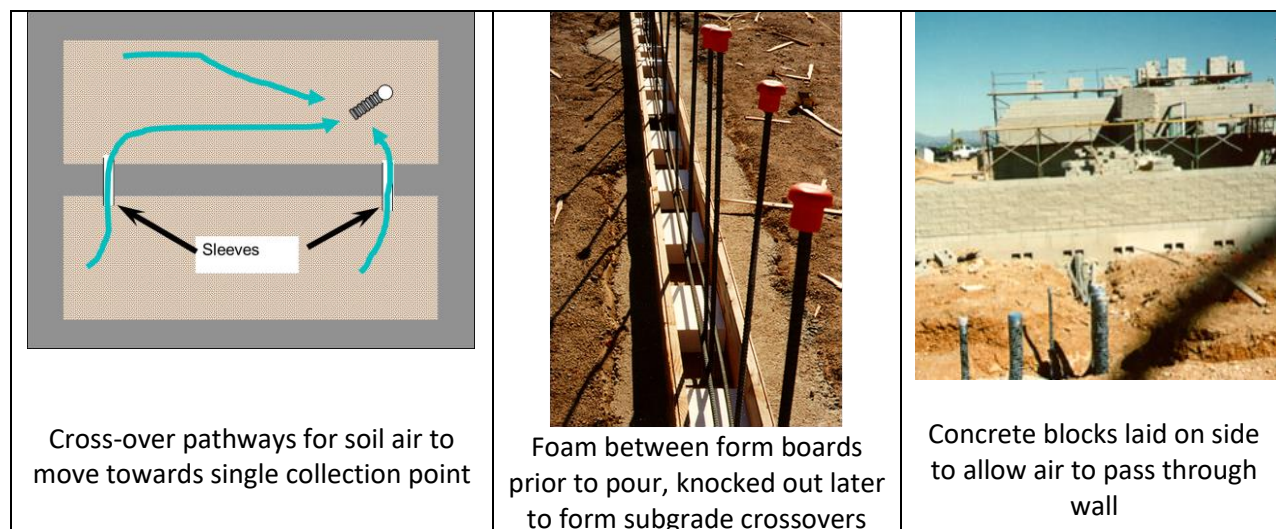 Sleeves
Cross-over pathways for soil air to
move towards single collection point
Foam between form boards
prior to pour, knocked out later
to form subgrade crossovers
Concrete blocks laid on side
to allow air to pass through
wall